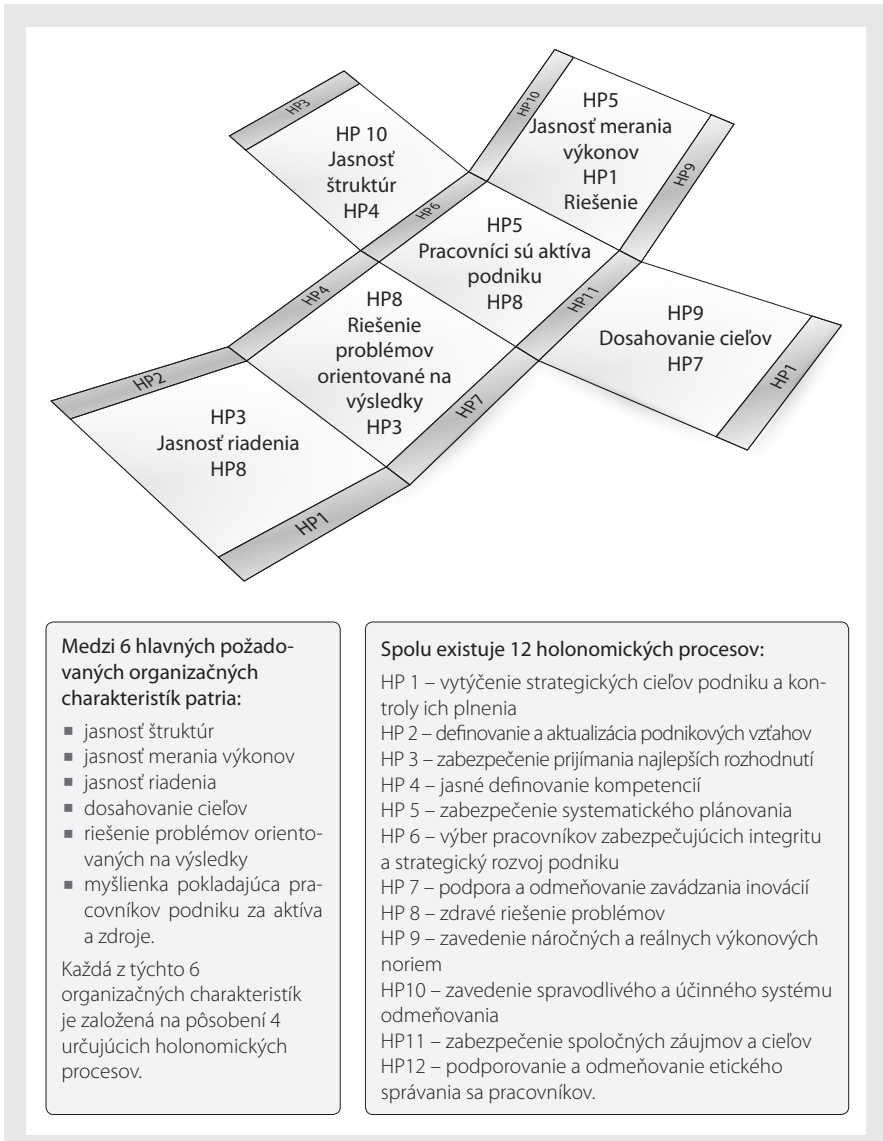 HP3
HP 10
Jasnosť
štruktúr
HP4
HP10
HP5
Jasnosť merania
výkonov
HP1
Riešenie
HP9
HP6
HP5
Pracovníci sú aktíva
podniku
HP8
HP11
HP9
Dosahovanie cieľov
HP7
HP1
HP4
HP8
Riešenie
problémov
orientované na
výsledky
HP3
HP7
HP2
HP3
Jasnosť riadenia
HP8
HP1
Medzi 6 hlavných požado-
vaných organizačných
charakteristík patria:
jasnosť štruktúr
jasnosť merania výkonov
jasnosť riadenia
dosahovanie cieľov
riešenie problémov oriento-
vaných na výsledky
myšlienka pokladajúca pra-
covníkov podniku za aktíva
a zdroje.
Každá z týchto 6
organizačných charakteristík
je založená na pôsobení 4
určujúcich holonomických
procesov.
Spolu existuje 12 holonomických procesov:
HP 1 – vytýčenie strategických cieľov podniku a kon-
troly ich plnenia
HP 2 – definovanie a aktualizácia podnikových vzťahov
HP 3 – zabezpečenie prijímania najlepších rozhodnutí
HP 4 – jasné definovanie kompetencií
HP 5 – zabezpečenie systematického plánovania
HP 6 – výber pracovníkov zabezpečujúcich integritu
a strategický rozvoj podniku
HP 7 – podpora a odmeňovanie zavádzania inovácií
HP 8 – zdravé riešenie problémov
HP 9 – zavedenie náročných a reálnych výkonových
noriem
HP10 – zavedenie spravodlivého a účinného systému
odmeňovania
HP11 – zabezpečenie spoločných záujmov a cieľov
HP12 – podporovanie a odmeňovanie etického
správania sa pracovníkov.